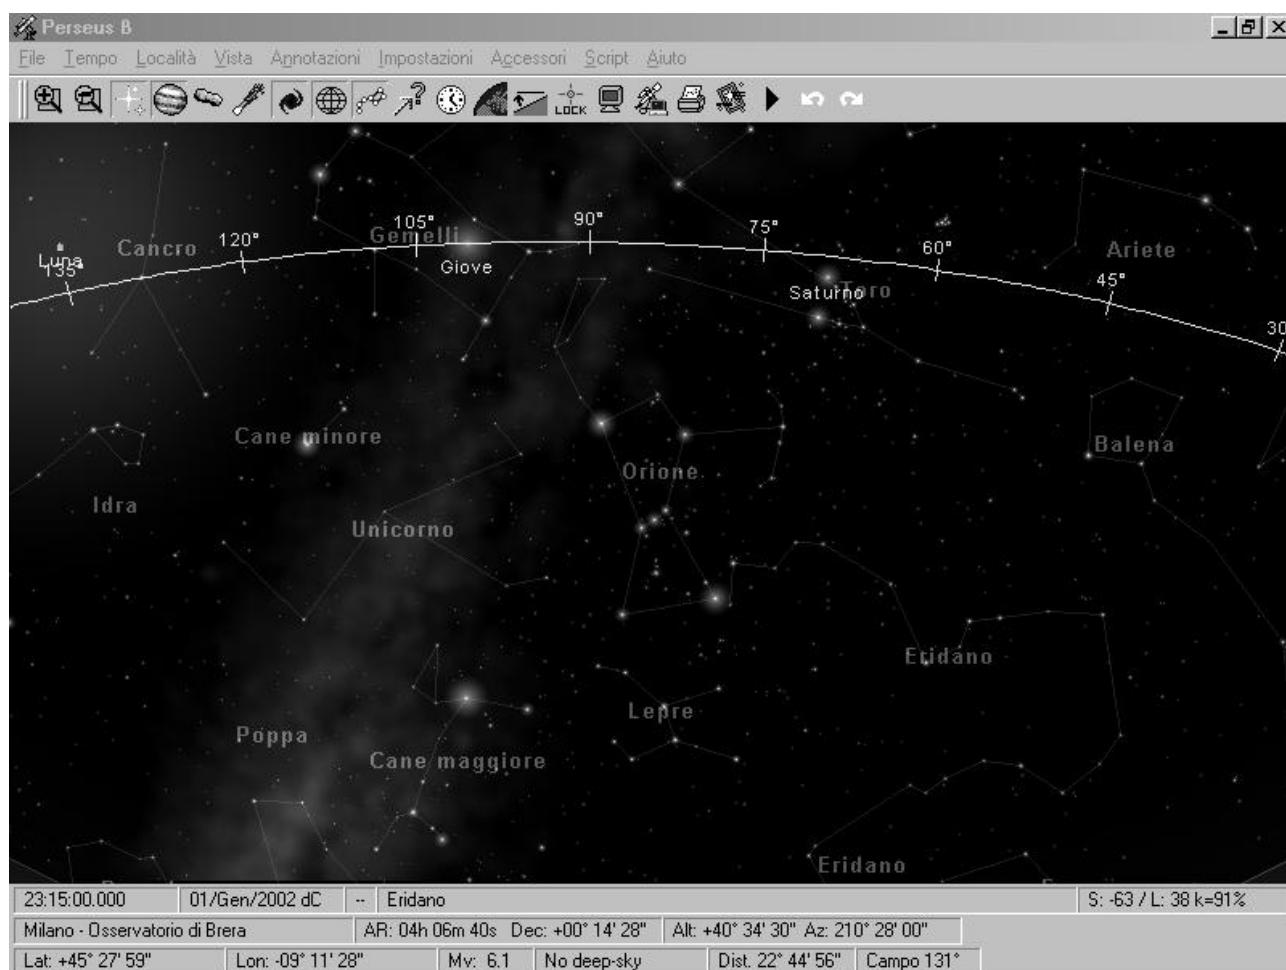 Perseus B
File Tempo Località Vista Annotazioni Impostazioni Accessori Script Aiuto
LOCK
105° 90° 75° 60° 45° 30
120° 135°
Gemelli Cancro Luna Ariete
Giove Saturno Toro
Cane minore Orione Balena
Idra Unicorno
Eridano
Poppa Lepre
Cane maggiore
Eridano
23:15:00.000 01/Gen/2002 dC -- Eridano S: -63 / L: 38 k=91%
Milano - Osservatorio di Brera AR: 04h 06m 40s Dec: +00° 14' 28" Alt: +40° 34' 30" Az: 210° 28' 00"
Lat: +45° 27' 59" Lon: -09° 11' 28" Mv: 6.1 No deep-sky Dist. 22° 44' 56" Campo 131°